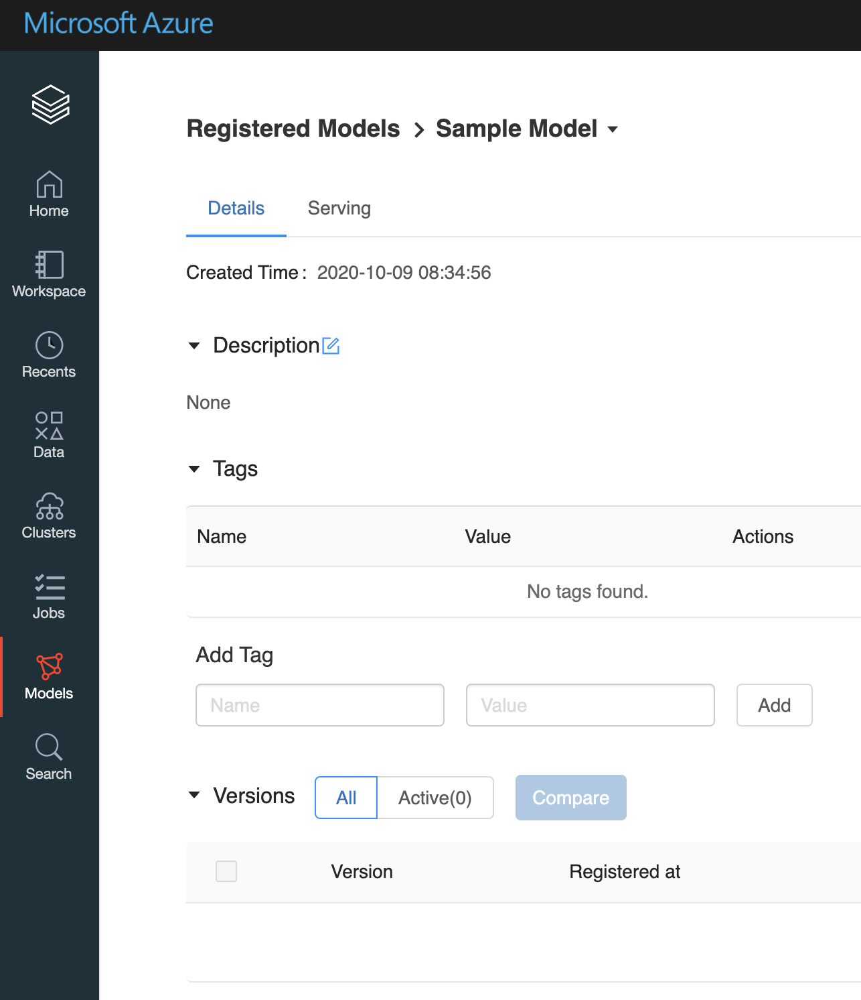 Microsoft Azure
Home
Workspace
Recents
Data
Clusters
Jobs
Models
Search
Registered Models > Sample Model
Details Serving
Created Time : 2020-10-09 08:34:56
Description
None
Tags
Name Value Actions
No tags found.
Add Tag
Name Value Add
Versions All Active(0) Compare
Version Registered at